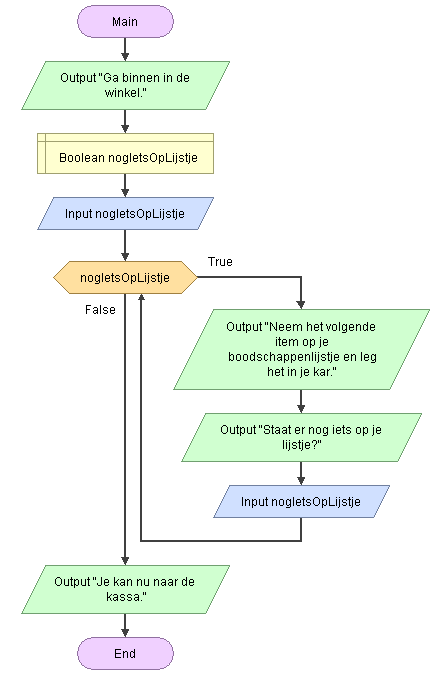 Main
Output "Ga binnen in de
winkel."
Boolean nogIetsOpLijstje
Input nogIetsOpLijstje
nogIetsOpLijstje
True
False
Output "Neem het volgende
item op je
boodschappenlijstje en leg
het in je kar."
Output "Staat er nog iets op je
lijstje?"
Input nogIetsOpLijstje
Output "Je kan nu naar de
kassa."
End